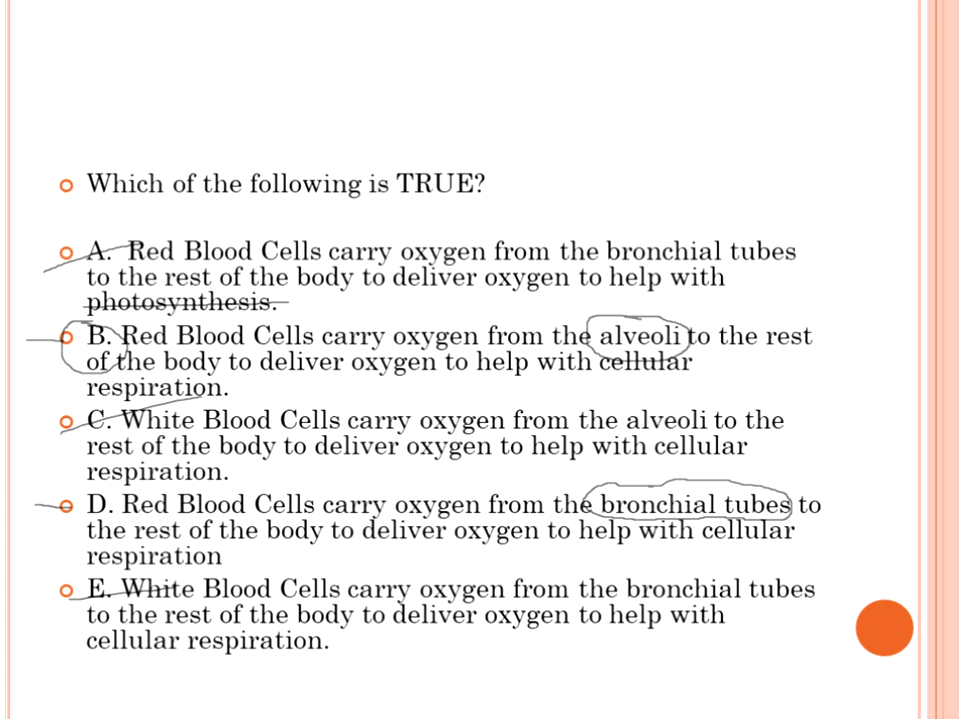 Which of the following is TRUE?
A. Red Blood Cells carry oxygen from the bronchial tubes
to the rest of the body to deliver oxygen to help with
photosynthesis.
B. Red Blood Cells carry oxygen from the alveoli to the rest
of the body to deliver oxygen to help with cellular
respiration.
C. White Blood Cells carry oxygen from the alveoli to the
rest of the body to deliver oxygen to help with cellular
respiration.
D. Red Blood Cells carry oxygen from the bronchial tubes to
the rest of the body to deliver oxygen to help with cellular
respiration
E. White Blood Cells carry oxygen from the bronchial tubes
to the rest of the body to deliver oxygen to help with
cellular respiration.